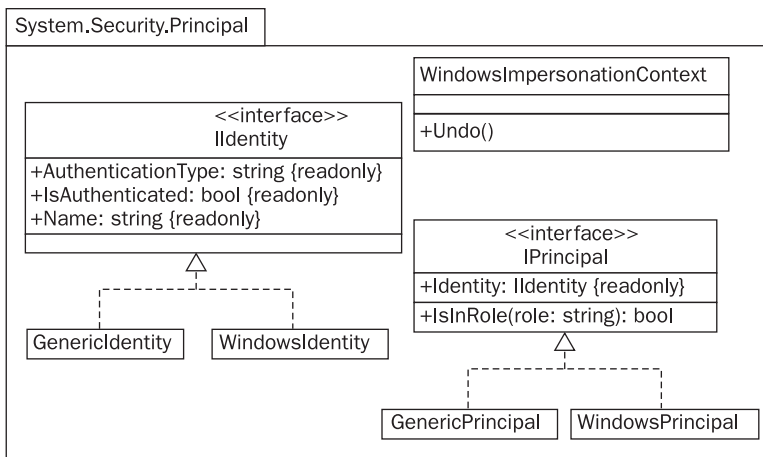 System.Security.Principal
WindowsImpersonationContext
+Undo()
<<interface>>
IIdentity
+AuthenticationType: string {readonly}
+IsAuthenticated: bool {readonly}
+Name: string {readonly}
GenericIdentity
WindowsIdentity
<<interface>>
IPrincipal
+Identity: IIdentity {readonly}
+IsInRole(role: string): bool
GenericPrincipal
WindowsPrincipal